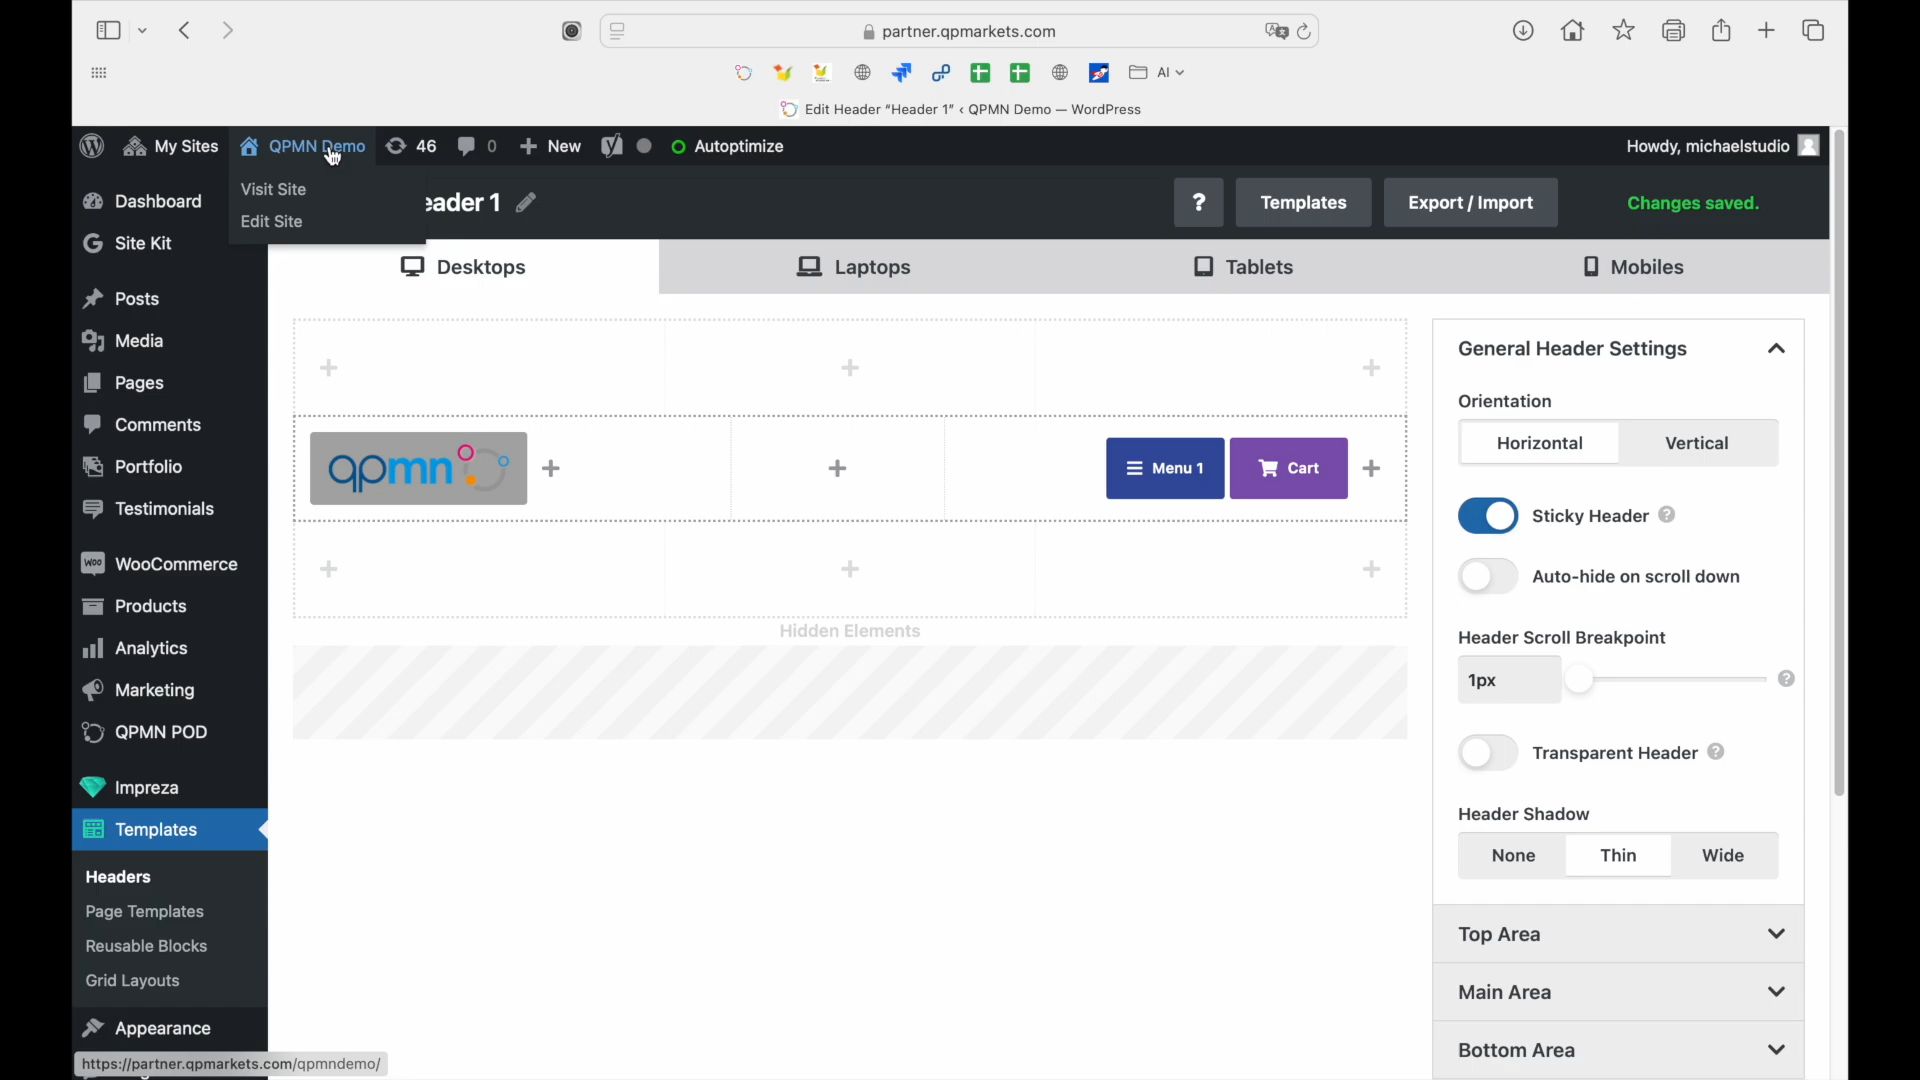 partner.qpmarkets.com
AI
Edit Header “Header 1” ‹ QPMN Demo — WordPress
My Sites
QPMN Demo
46
0
New
Autoptimize
Howdy, michaelstudio
Visit Site
Edit Site
eader 1
?
Templates
Export / Import
Changes saved.
Dashboard
Site Kit
Posts
Media
Pages
Comments
Portfolio
Testimonials
WooCommerce
Products
Analytics
Marketing
QPMN POD
Impreza
Templates
Headers
Page Templates
Reusable Blocks
Grid Layouts
Appearance
https://partner.qpmarkets.com/qpmndemo/
Desktops
Laptops
Tablets
Mobiles
qpmn
Menu 1
Cart
Hidden Elements
General Header Settings
Orientation
Horizontal
Vertical
Sticky Header ?
Auto-hide on scroll down
Header Scroll Breakpoint
1px ?
Transparent Header ?
Header Shadow
None
Thin
Wide
Top Area
Main Area
Bottom Area